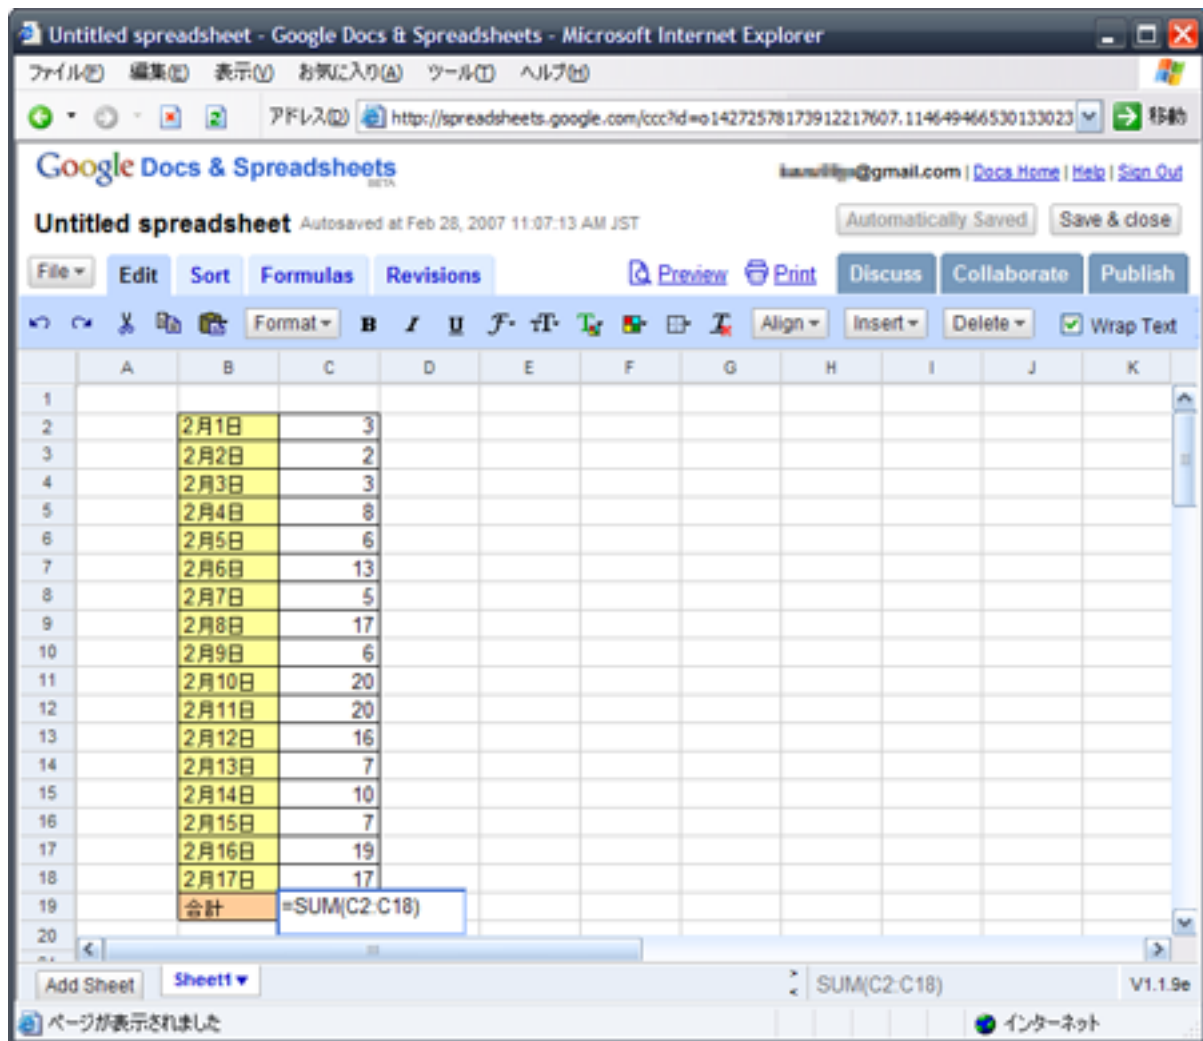 Untitled spreadsheet - Google Docs & Spreadsheets - Microsoft Internet Explorer
ファイル(F) 編集(E) 表示(V) お気に入り(A) ツール(T) ヘルプ(H)
アドレス(D) http://spreadsheets.google.com/ccc?id=o14272578173912217607.114649466530133023 移動
Google Docs & Spreadsheets
BETA
@gmail.com | Docs Home | Help | Sign Out
Untitled spreadsheet Autosaved at Feb 28, 2007 11:07:13 AM JST Automatically Saved Save & close
File Edit Sort Formulas Revisions Preview Print Discuss Collaborate Publish
Format B I U Align Insert Delete Wrap Text
A B C D E F G H I J K
1
2 2月1日 3
3 2月2日 2
4 2月3日 3
5 2月4日 8
6 2月5日 6
7 2月6日 13
8 2月7日 5
9 2月8日 17
10 2月9日 6
11 2月10日 20
12 2月11日 20
13 2月12日 16
14 2月13日 7
15 2月14日 10
16 2月15日 7
17 2月16日 19
18 2月17日 17
19 合計 =SUM(C2:C18)
20
Add Sheet Sheet1 SUM(C2:C18) V1.1.9e
ページが表示されました インターネット